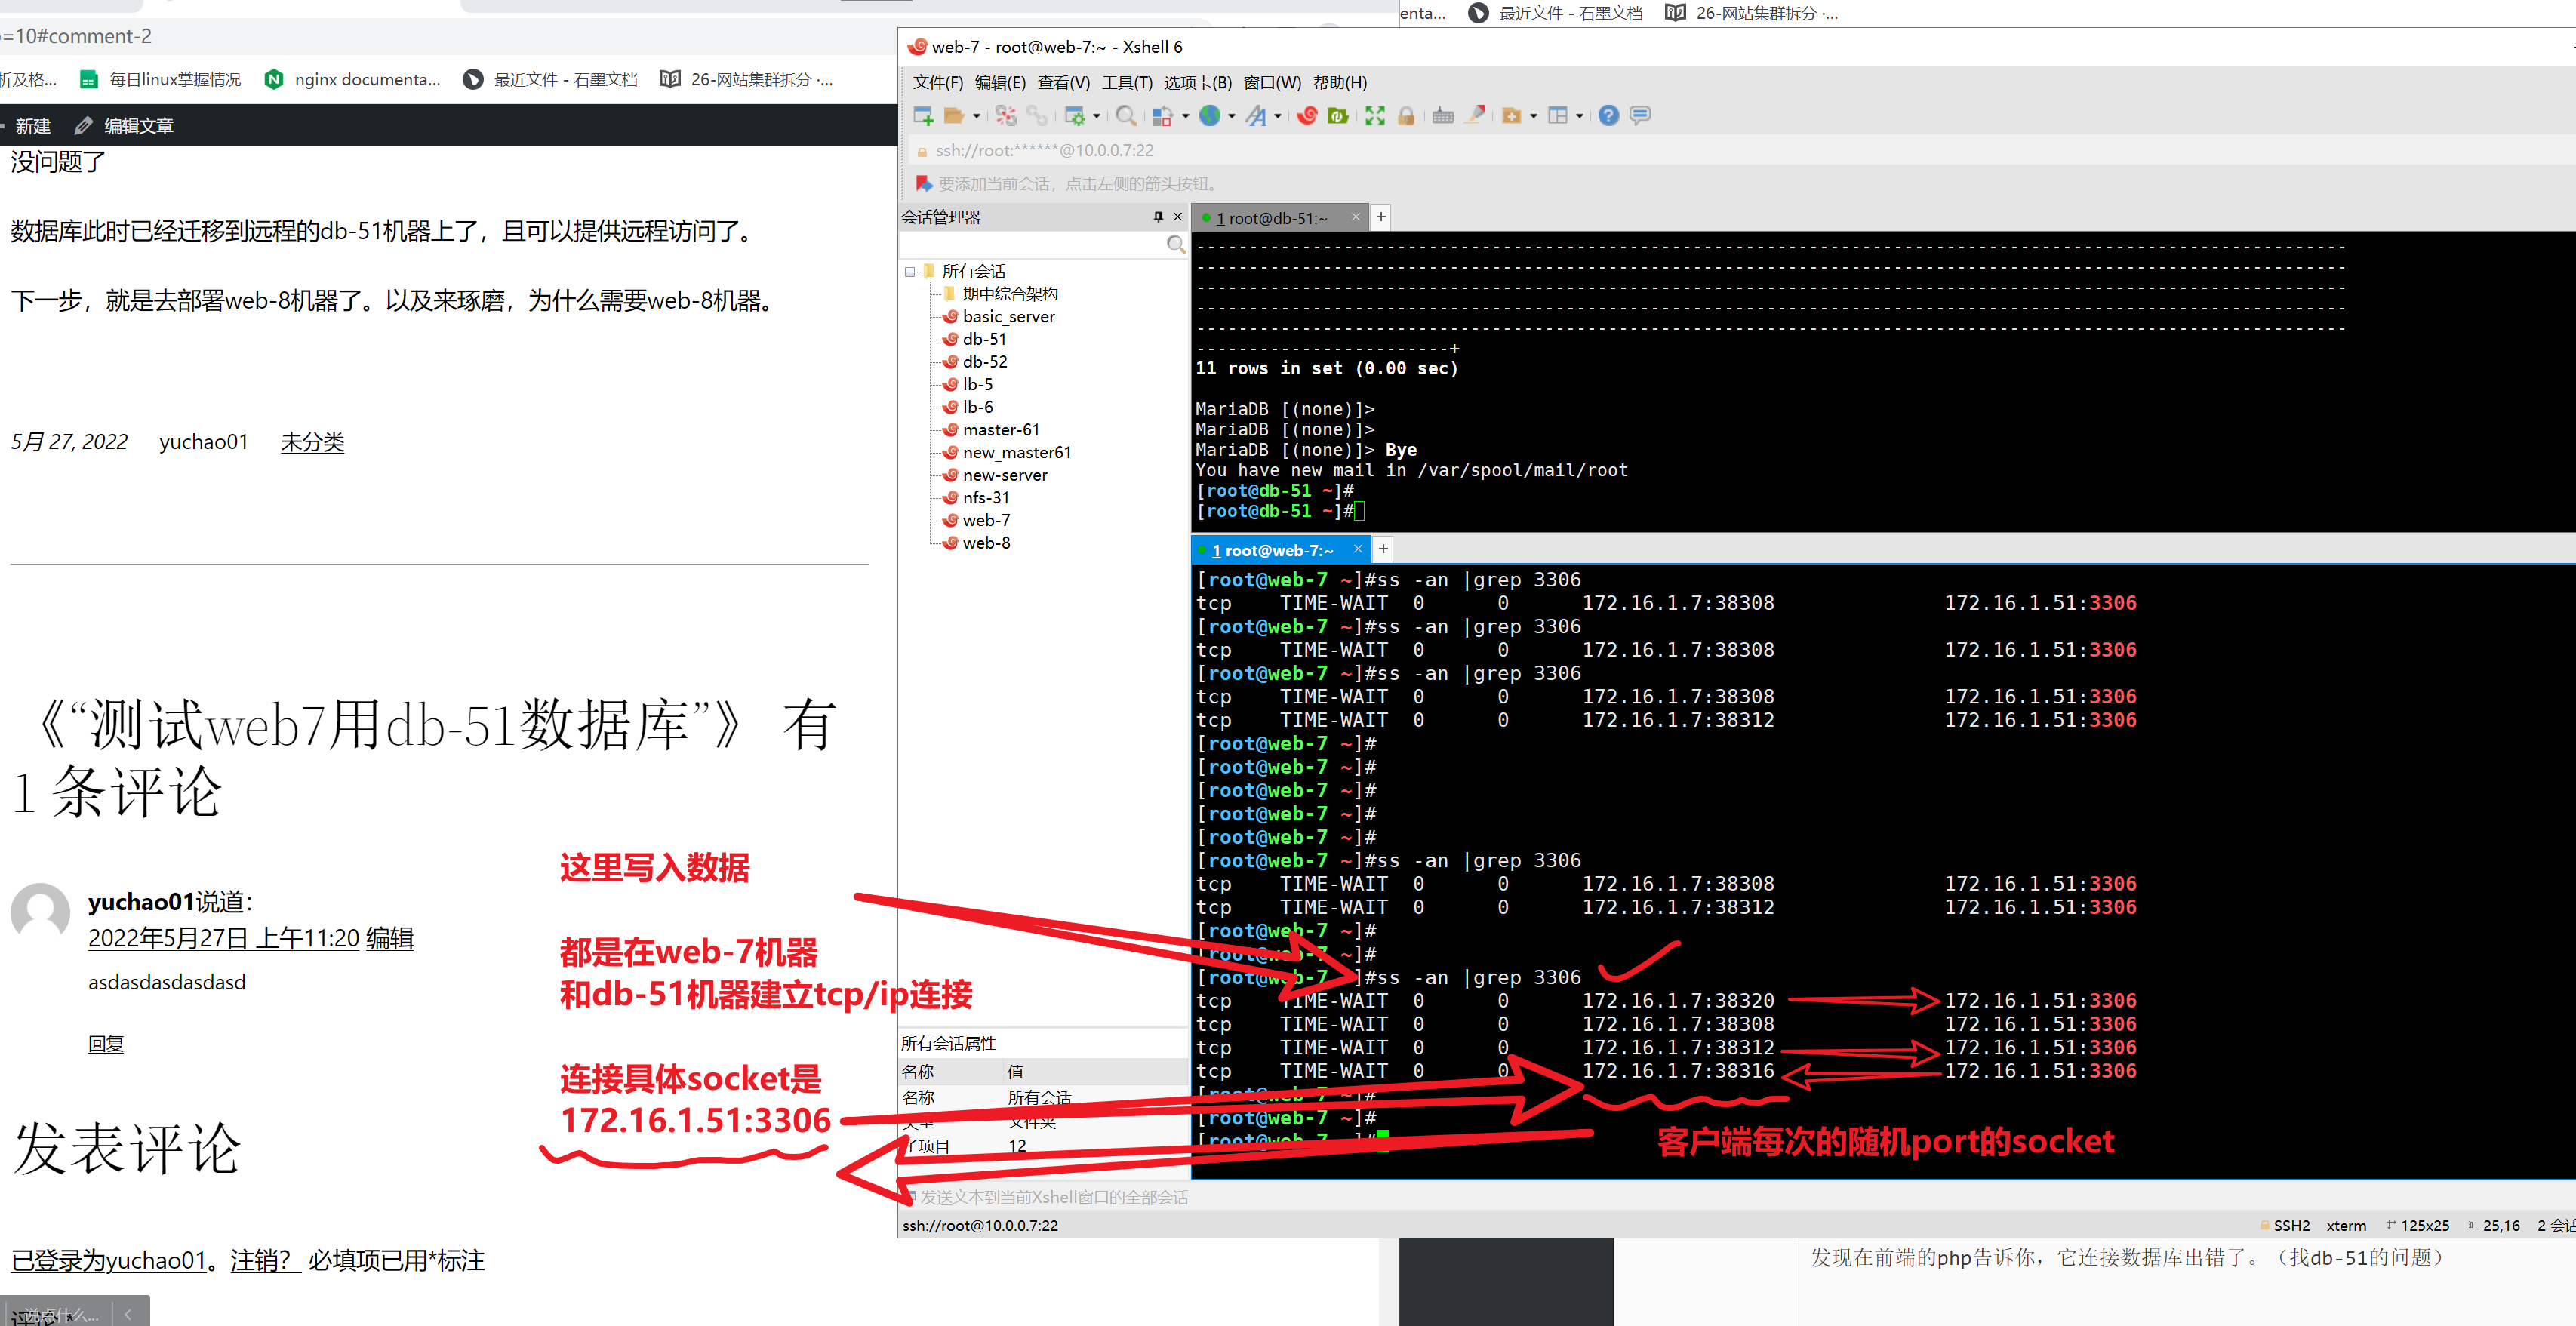 =10#comment-2
析及格...
每日linux掌握情况
nginx documenta...
最近文件 - 石墨文档
26-网站集群拆分 ·...
新建
编辑文章
没问题了
数据库此时已经迁移到远程的db-51机器上了，且可以提供远程访问了。
下一步，就是去部署web-8机器了。以及来琢磨，为什么需要web-8机器。
5月 27, 2022 yuchao01 未分类
《“测试web7用db-51数据库”》 有
1 条评论
yuchao01说道：
2022年5月27日 上午11:20 编辑
asdasdasdasdasd
回复
发表评论
已登录为yuchao01。注销？ 必填项已用*标注
说点什么...
这里写入数据
都是在web-7机器
和db-51机器建立tcp/ip连接
连接具体socket是
172.16.1.51:3306
enta...
最近文件 - 石墨文档
26-网站集群拆分 ·...
web-7 - root@web-7:~ - Xshell 6
文件(F) 编辑(E) 查看(V) 工具(T) 选项卡(B) 窗口(W) 帮助(H)
ssh://root:******@10.0.0.7:22
要添加当前会话，点击左侧的箭头按钮。
会话管理器
所有会话
期中综合架构
basic_server
db-51
db-52
lb-5
lb-6
master-61
new_master61
new-server
nfs-31
web-7
web-8
所有会话属性
名称 值
名称 所有会话
类型 文件夹
子项目 12
1 root@db-51:~
-----------------------+
11 rows in set (0.00 sec)
MariaDB [(none)]>
MariaDB [(none)]>
MariaDB [(none)]> Bye
You have new mail in /var/spool/mail/root
[root@db-51 ~]#
[root@db-51 ~]#
1 root@web-7:~
[root@web-7 ~]#ss -an |grep 3306
tcp TIME-WAIT 0 0 172.16.1.7:38308 172.16.1.51:3306
[root@web-7 ~]#ss -an |grep 3306
tcp TIME-WAIT 0 0 172.16.1.7:38308 172.16.1.51:3306
[root@web-7 ~]#ss -an |grep 3306
tcp TIME-WAIT 0 0 172.16.1.7:38308 172.16.1.51:3306
tcp TIME-WAIT 0 0 172.16.1.7:38312 172.16.1.51:3306
[root@web-7 ~]#
[root@web-7 ~]#
[root@web-7 ~]#
[root@web-7 ~]#
[root@web-7 ~]#
[root@web-7 ~]#ss -an |grep 3306
tcp TIME-WAIT 0 0 172.16.1.7:38308 172.16.1.51:3306
tcp TIME-WAIT 0 0 172.16.1.7:38312 172.16.1.51:3306
[root@web-7 ~]#
[root@web-7 ~]#
[root@web-7 ~]#ss -an |grep 3306
tcp TIME-WAIT 0 0 172.16.1.7:38320 172.16.1.51:3306
tcp TIME-WAIT 0 0 172.16.1.7:38308 172.16.1.51:3306
tcp TIME-WAIT 0 0 172.16.1.7:38312 172.16.1.51:3306
tcp TIME-WAIT 0 0 172.16.1.7:38316 172.16.1.51:3306
[root@web-7 ~]#
[root@web-7 ~]#
[root@web-7 ~]#
客户端每次的随机port的socket
发送文本到当前Xshell窗口的全部会话
ssh://root@10.0.0.7:22
SSH2 xterm 125x25 25,16 2 会话
发现在前端的php告诉你，它连接数据库出错了。（找db-51的问题）